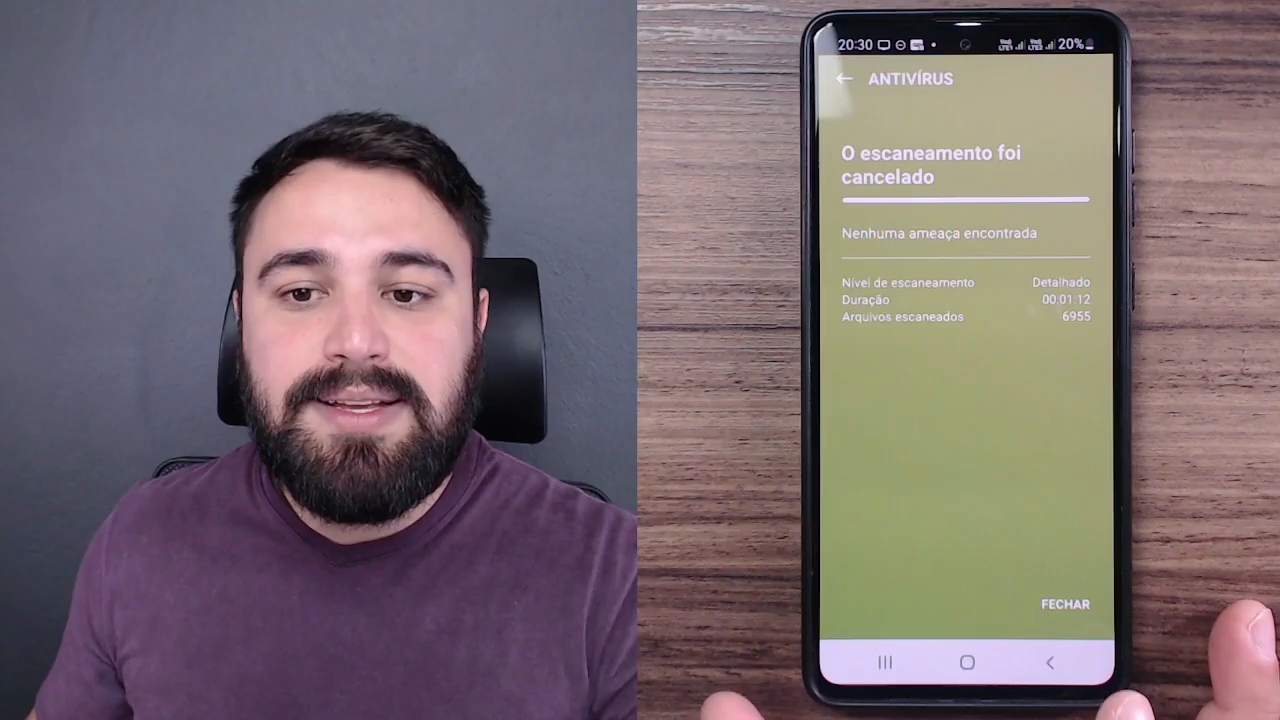 20:30
20%
ANTIVÍRUS
O escaneamento foi
cancelado
Nenhuma ameaça encontrada
Nível de escaneamento Detalhado
Duração 00:01:12
Arquivos escaneados 6955
FECHAR